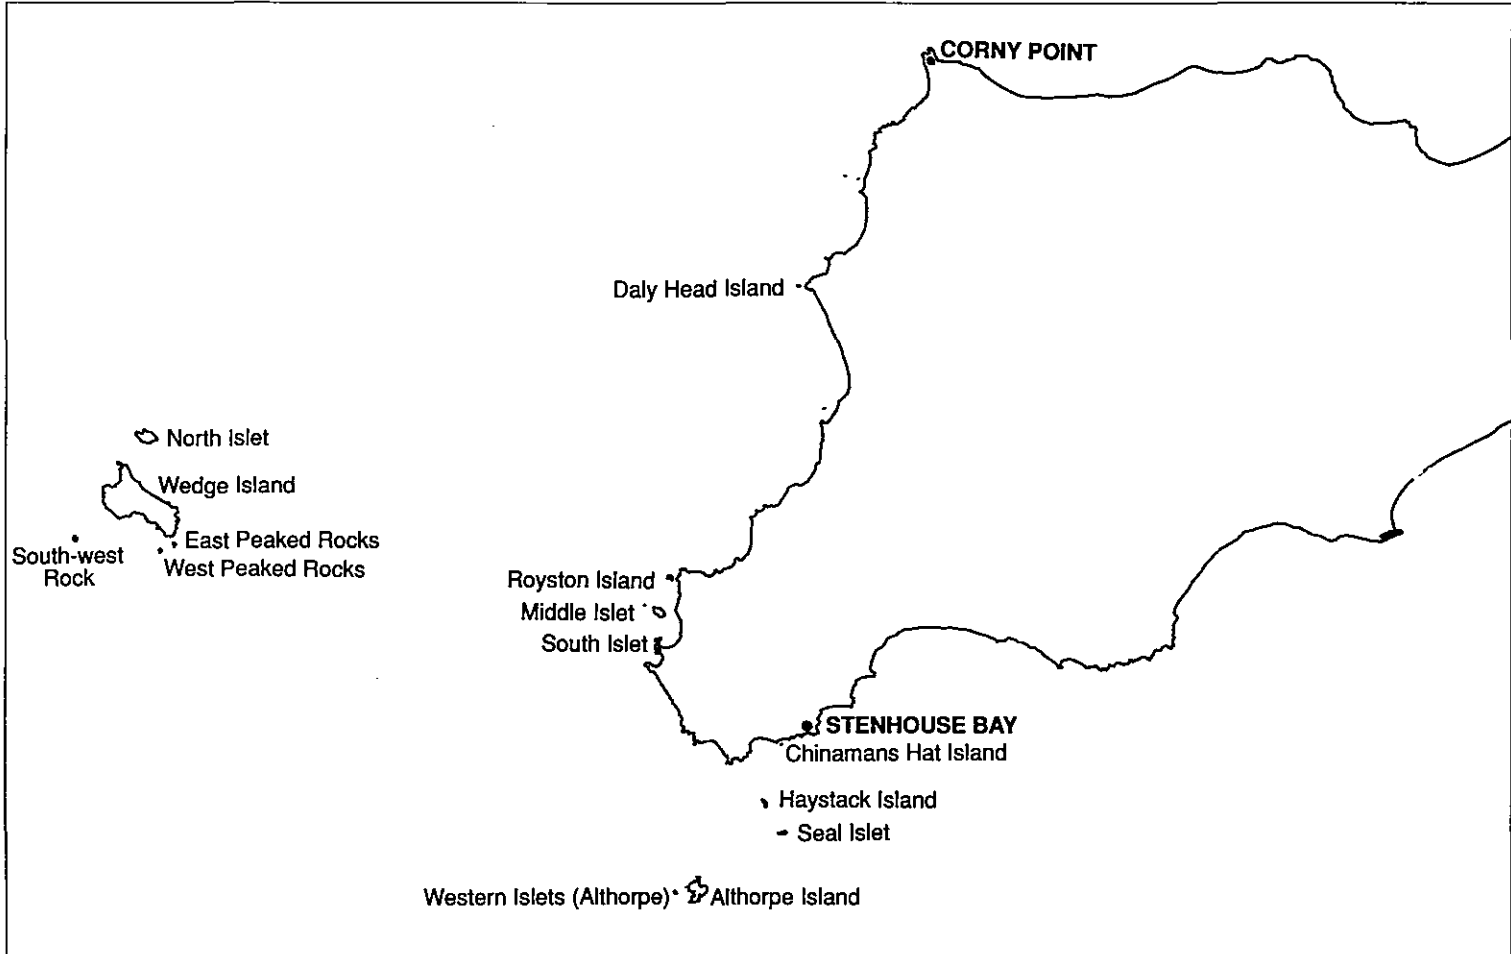 CORNY POINT
Daly Head Island
North Islet
Wedge Island
East Peaked Rocks
South-west
Rock
West Peaked Rocks
Royston Island
Middle Islet
South Islet
STENHOUSE BAY
Chinamans Hat Island
Haystack Island
Seal Islet
Western Islets (Althorpe)
Althorpe Island